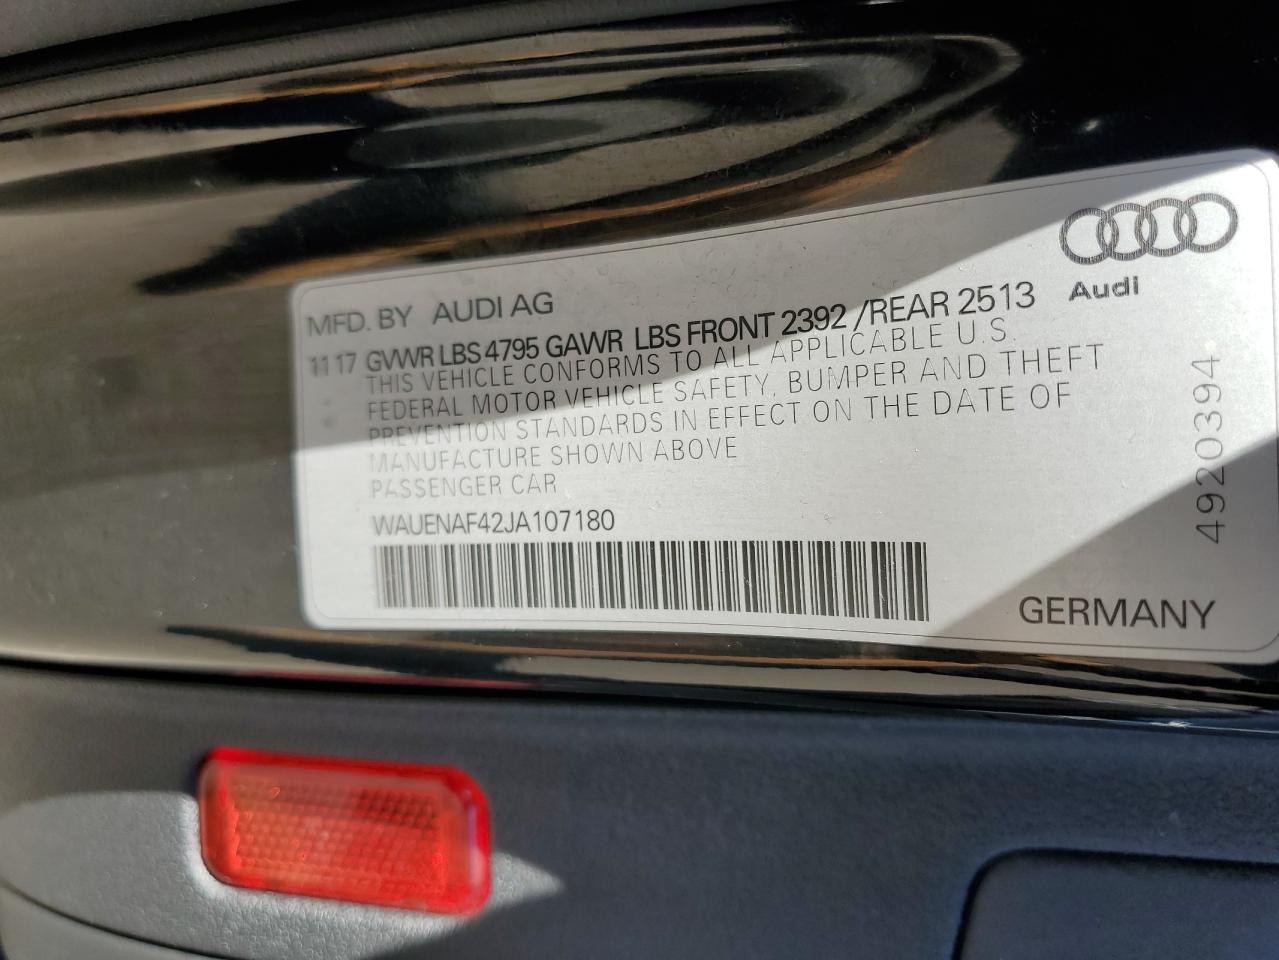 MFD. BY AUDI AG
11 17 GVWR LBS 4795 GAWR LBS FRONT 2392 /REAR 2513
THIS VEHICLE CONFORMS TO ALL APPLICABLE U.S.
FEDERAL MOTOR VEHICLE SAFETY, BUMPER AND THEFT
PREVENTION STANDARDS IN EFFECT ON THE DATE OF
MANUFACTURE SHOWN ABOVE
PASSENGER CAR
WAUENAF42JA107180
Audi
4920394
GERMANY